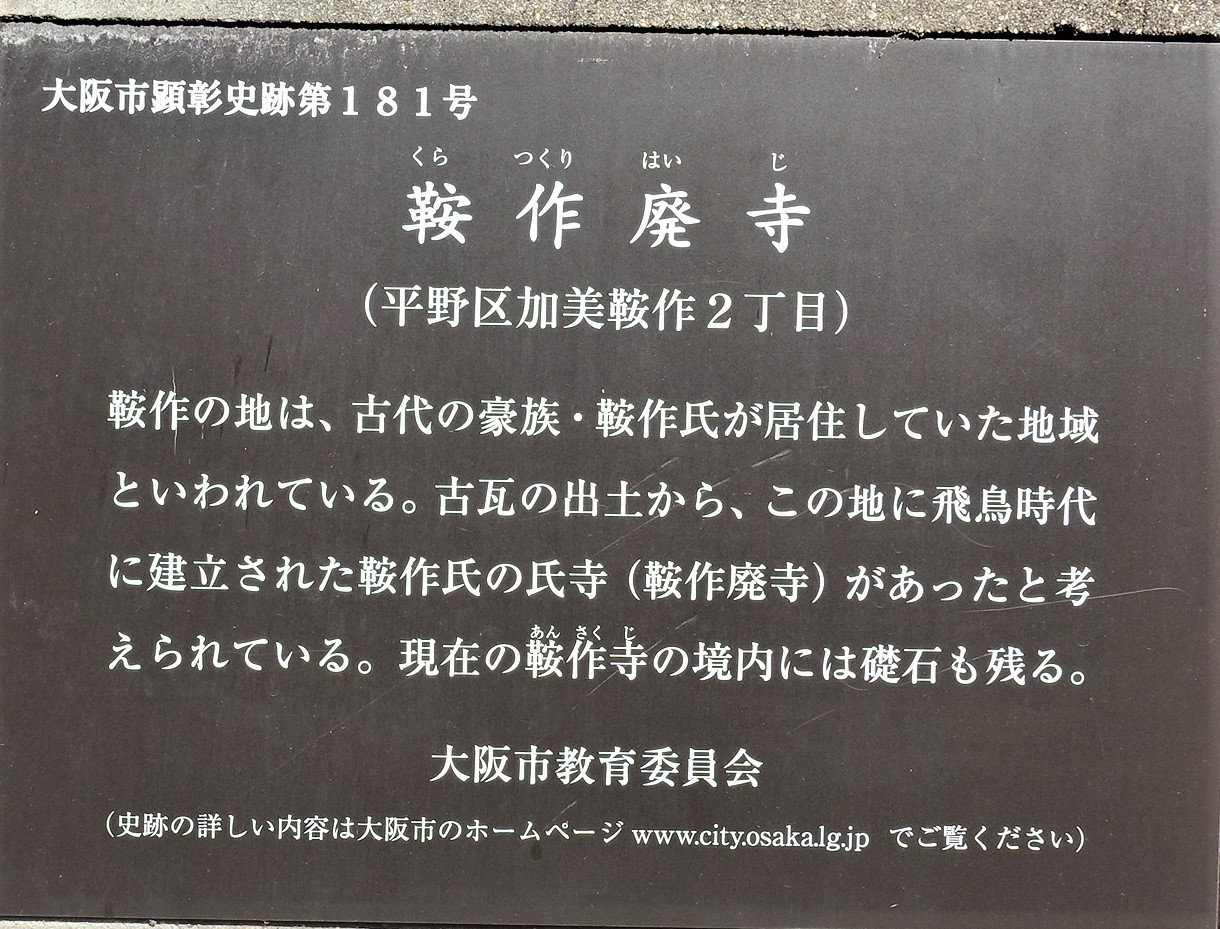 大阪市顕彰史跡第181号
くら つくり はい じ
鞍作廃寺
(平野区加美鞍作2丁目)
鞍作の地は、古代の豪族・鞍作氏が居住していた地域
といわれている。古瓦の出土から、この地に飛鳥時代
に建立された鞍作氏の氏寺(鞍作廃寺)があったと考
あん さく じ
えられている。現在の鞍作寺の境内には礎石も残る。
大阪市教育委員会
(史跡の詳しい内容は大阪市のホームページ www.city.osaka.lg.jp でご覧ください)